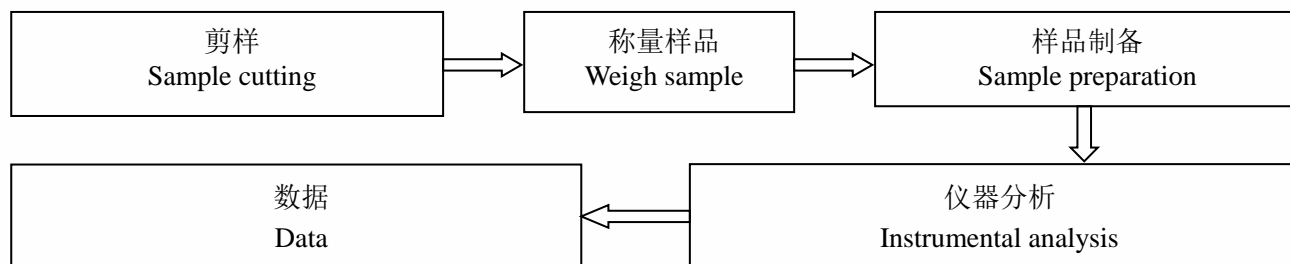 剪样
Sample cutting
称量样品
Weigh sample
样品制备
Sample preparation
仪器分析
Instrumental analysis
数据
Data